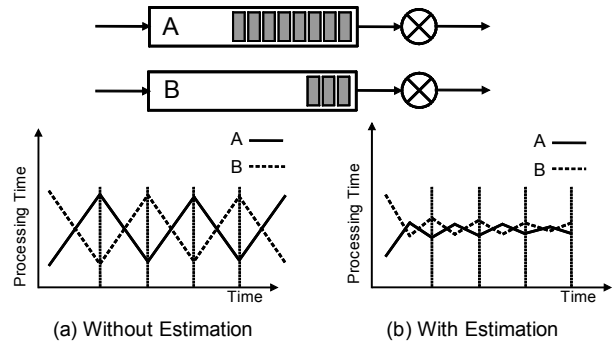 A
B
A
B
Processing Time
Time
(a) Without Estimation
A
B
Processing Time
Time
(b) With Estimation